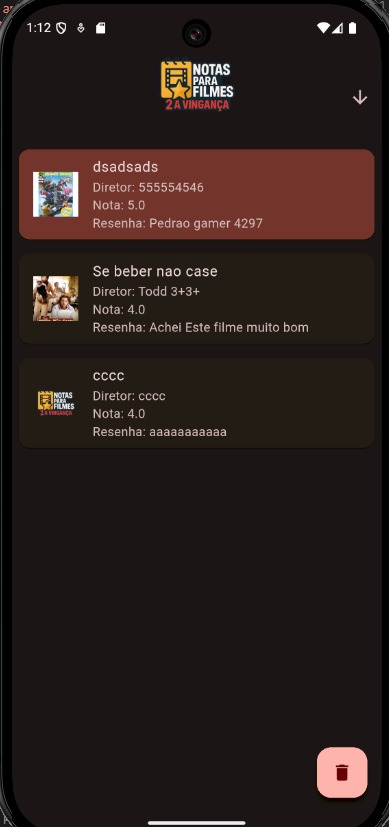 1:12
NOTAS
PARA
FILMES
2 A VINGANÇA
dsadsads
Diretor: 555554546
Nota: 5.0
Resenha: Pedrao gamer 4297
Se beber nao case
Diretor: Todd 3+3+
Nota: 4.0
Resenha: Achei Este filme muito bom
NOTAS
PARA
FILMES
2 A VINGANÇA
cccc
Diretor: cccc
Nota: 4.0
Resenha: aaaaaaaaaaa